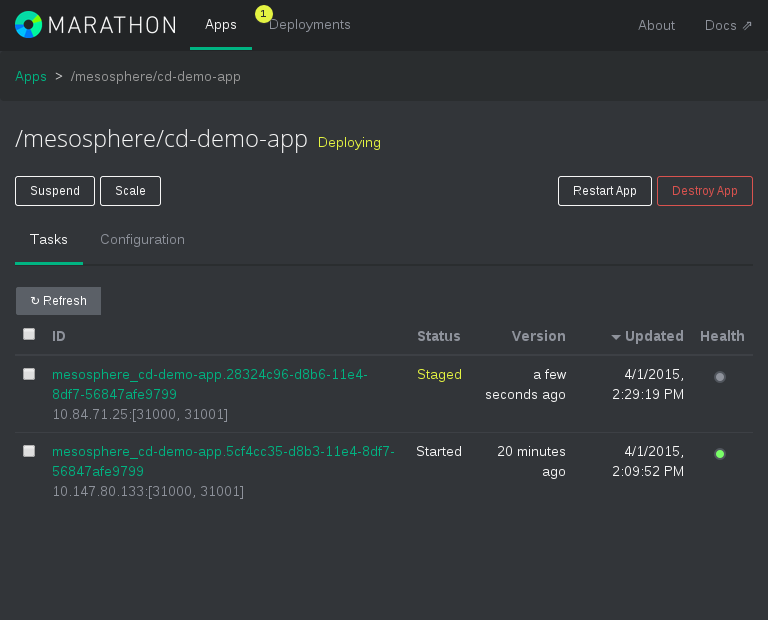 MARATHON Apps 1 Deployments About Docs ⇗
Apps > /mesosphere/cd-demo-app
/mesosphere/cd-demo-app Deploying
Suspend Scale Restart App Destroy App
Tasks Configuration
↻ Refresh
ID Status Version Updated Health
mesosphere_cd-demo-app.28324c96-d8b6-11e4- Staged a few 4/1/2015,
8df7-56847afe9799 seconds ago 2:29:19 PM
10.84.71.25:[31000, 31001]
mesosphere_cd-demo-app.5cf4cc35-d8b3-11e4-8df7- Started 20 minutes 4/1/2015,
56847afe9799 ago 2:09:52 PM
10.147.80.133:[31000, 31001]